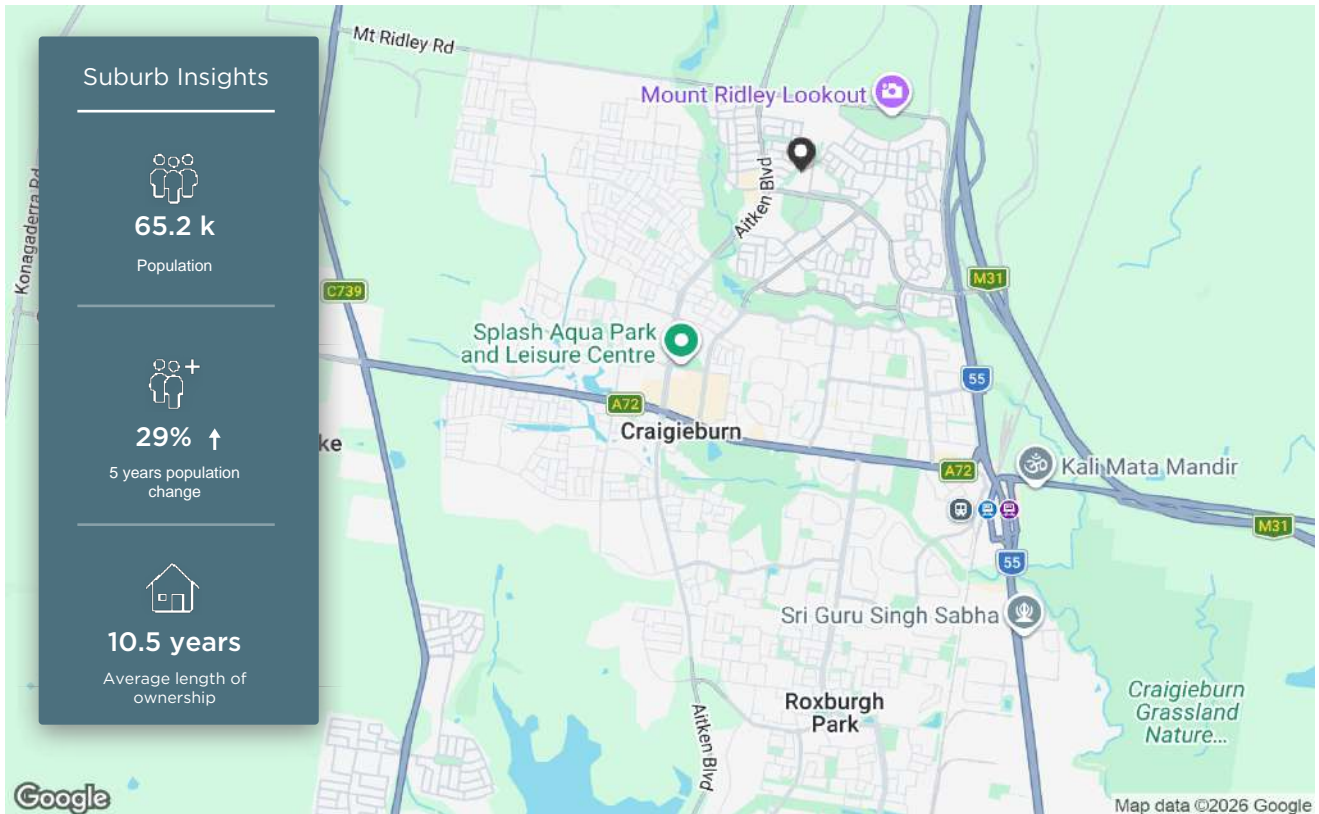 Suburb Insights
65.2 k
Population
29% ↑
5 years population
change
10.5 years
Average length of
ownership
Mt Ridley Rd
Mount Ridley Lookout
Konagaderra Rd
Aitken Blvd
C739
M31
Splash Aqua Park
and Leisure Centre
55
A72
Craigieburn
ke
A72
Kali Mata Mandir
M31
55
Sri Guru Singh Sabha
Roxburgh
Park
Craigieburn
Grassland
Nature...
Aitken Blvd
Google
Map data ©2026 Google